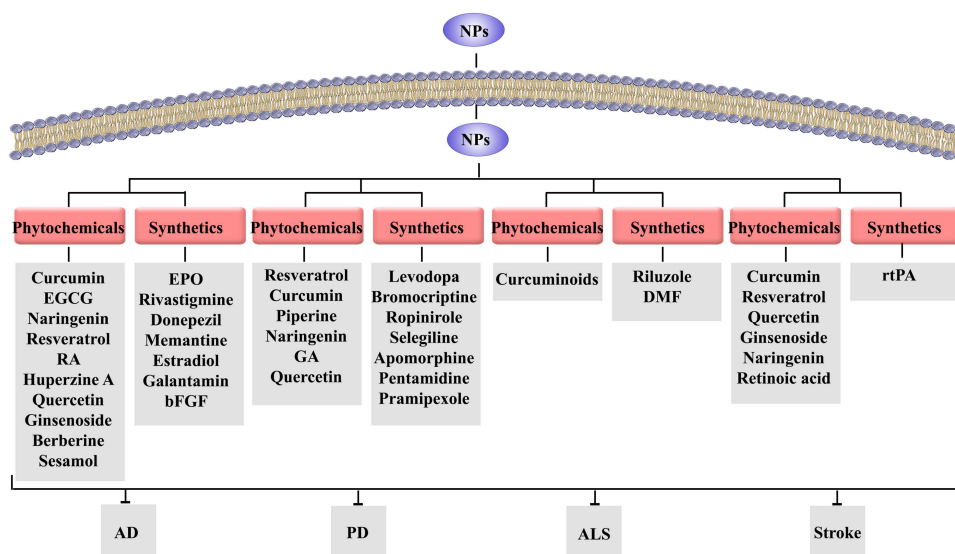 NPs
NPs
Phytochemicals
Synthetics
Phytochemicals
Synthetics
Phytochemicals
Synthetics
Phytochemicals
Synthetics
Curcumin
EGCG
Naringenin
Resveratrol
RA
Huperzine A
Quercetin
Ginsenoside
Berberine
Sesamol
EPO
Rivastigmine
Donepezil
Memantine
Estradiol
Galantamin
bFGF
Resveratrol
Curcumin
Piperine
Naringenin
GA
Quercetin
Levodopa
Bromocriptine
Ropinirole
Selegiline
Apomorphine
Pentamidine
Pramipexole
Curcuminoids
Riluzole
DMF
Curcumin
Resveratrol
Quercetin
Ginsenoside
Naringenin
Retinoic acid
rtPA
AD
PD
ALS
Stroke